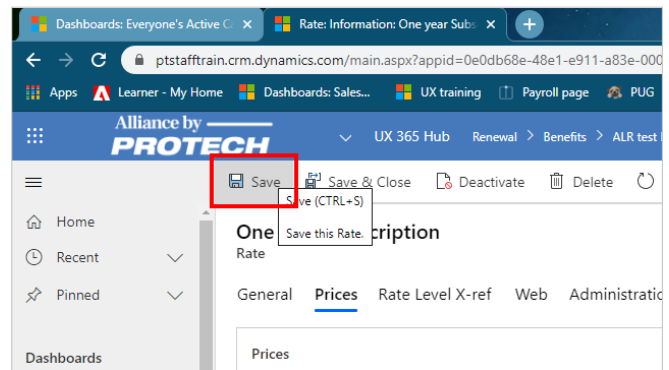 Dashboards: Everyone's Active C
Rate: Information: One year Subs
ptstafftrain.crm.dynamics.com/main.aspx?appid=0e0db68e-48e1-e911-a83e-000
Apps Learner - My Home Dashboards: Sales... UX training Payroll page PUG
Alliance by
PROTECH
UX 365 Hub Renewal > Benefits > ALR test
Save Save & Close Deactivate Delete
Save (CTRL+S)
Save this Rate.
Home
Recent
Pinned
Dashboards
One cription
Rate
General Prices Rate Level X-ref Web Administratio
Prices